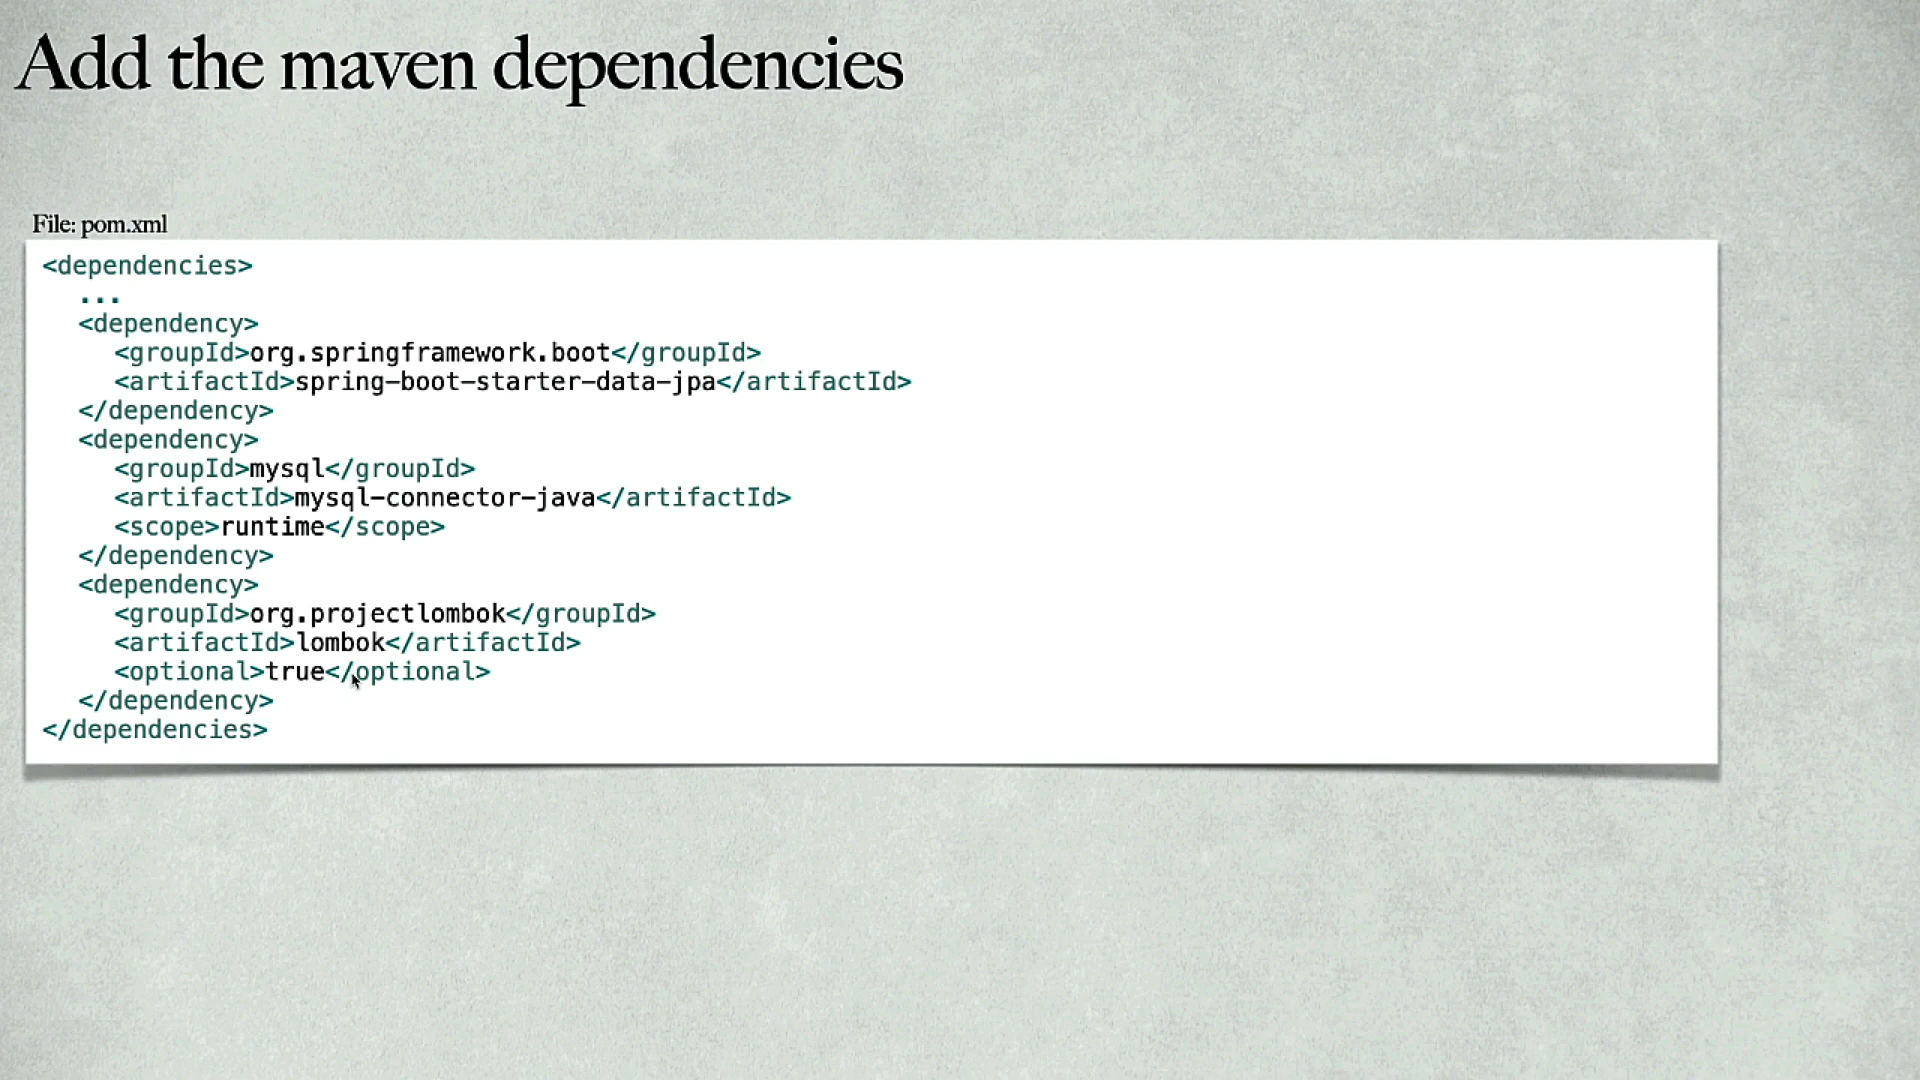 Add the maven dependencies
File: pom.xml
<dependencies>
...
<dependency>
<groupId>org.springframework.boot</groupId>
<artifactId>spring-boot-starter-data-jpa</artifactId>
</dependency>
<dependency>
<groupId>mysql</groupId>
<artifactId>mysql-connector-java</artifactId>
<scope>runtime</scope>
</dependency>
<dependency>
<groupId>org.projectlombok</groupId>
<artifactId>lombok</artifactId>
<optional>true</optional>
</dependency>
</dependencies>